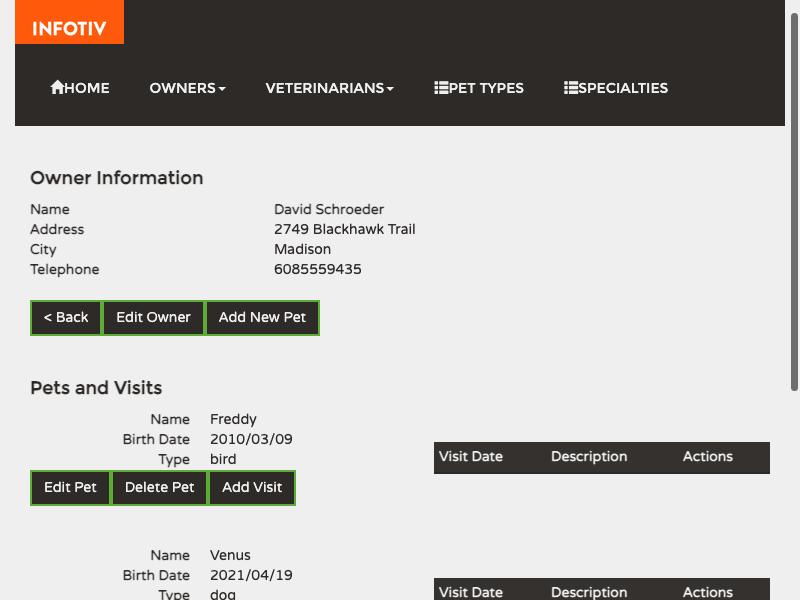 INFOTIV
HOME OWNERS VETERINARIANS PET TYPES SPECIALTIES
Owner Information
Name David Schroeder
Address 2749 Blackhawk Trail
City Madison
Telephone 6085559435
< Back Edit Owner Add New Pet
Pets and Visits
Name Freddy
Birth Date 2010/03/09
Type bird
Visit Date Description Actions
Edit Pet Delete Pet Add Visit
Name Venus
Birth Date 2021/04/19
Type dog
Visit Date Description Actions